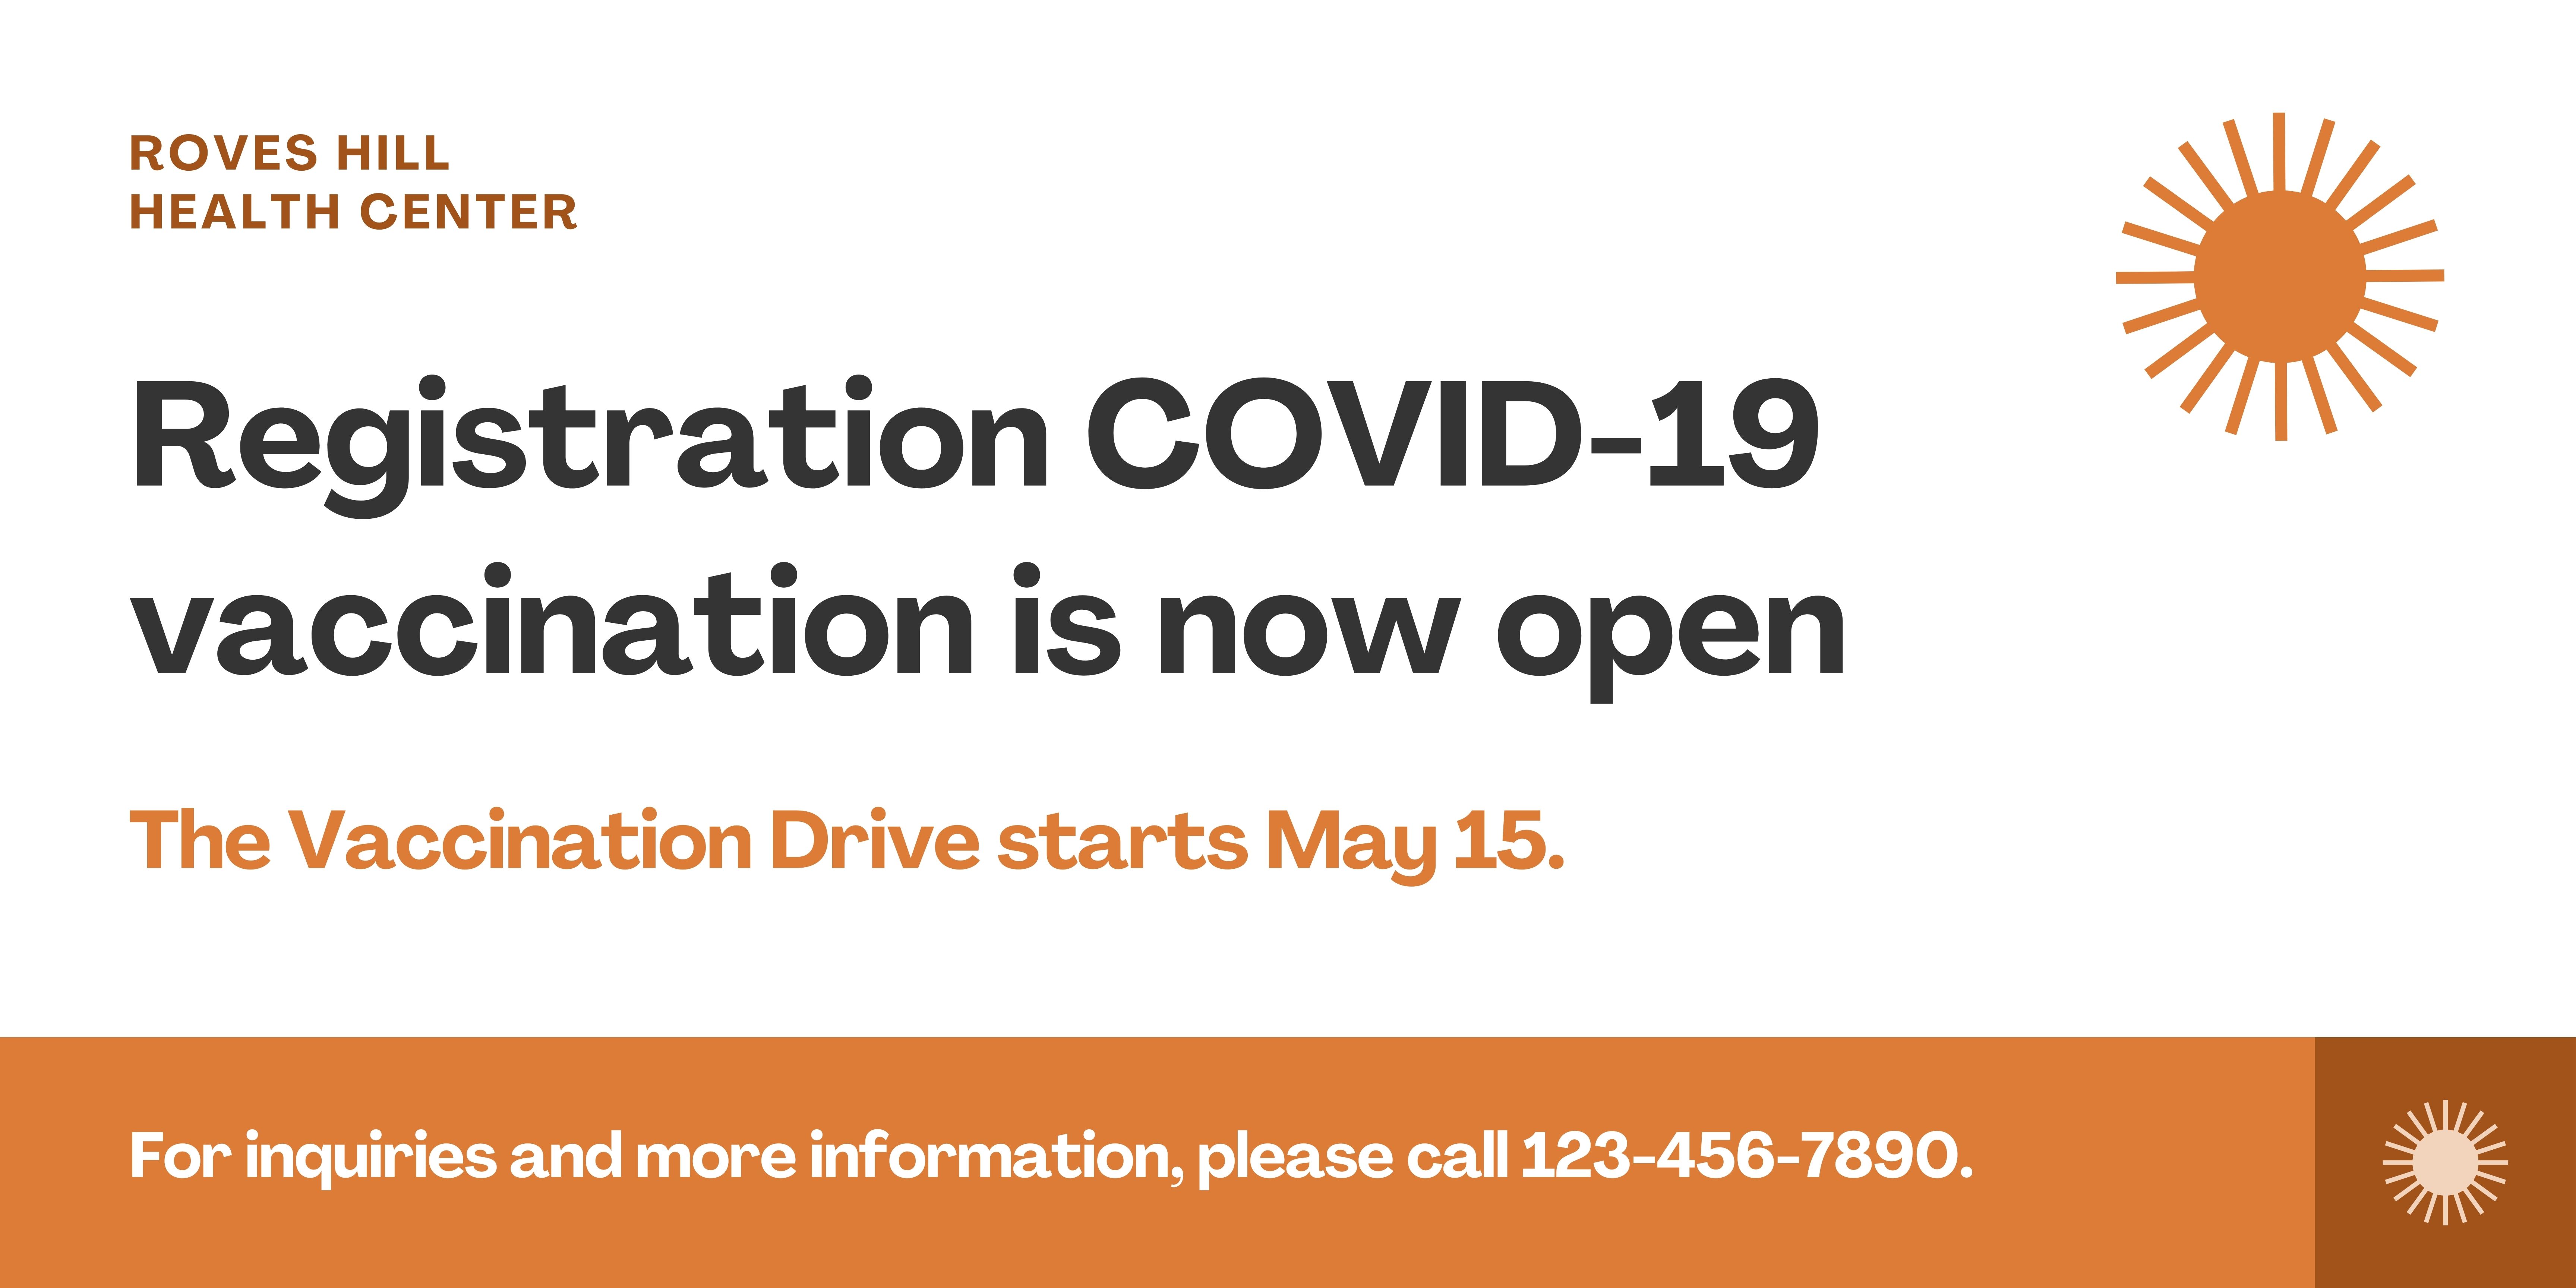 ROVES HILL
HEALTH CENTER
Registration COVID-19
vaccination is now open
The Vaccination Drive starts May 15.
For inquiries and more information, please call 123-456-7890.